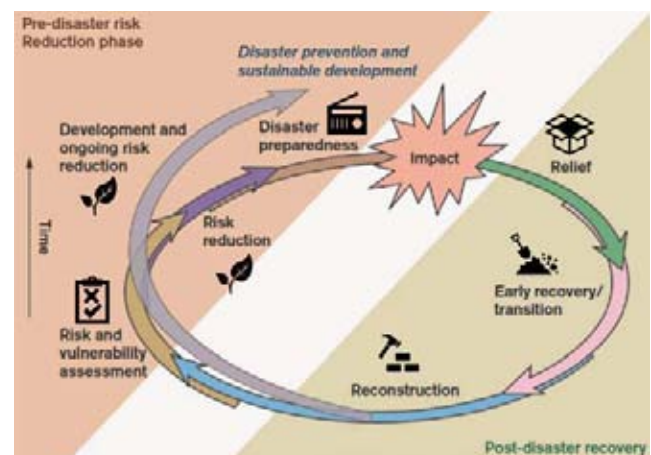 Pre-disaster risk
Reduction phase
Disaster prevention and
sustainable development
Development and
ongoing risk
reduction
Disaster
preparedness
Impact
Relief
Time
Risk
reduction
Early recovery/
transition
Risk and
vulnerability
assessment
Reconstruction
Post-disaster recovery